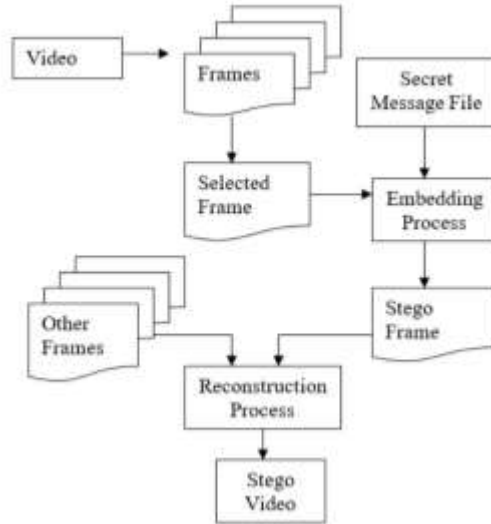 Video
Frames
Secret
Message File
Selected
Frame
Embedding
Process
Other
Frames
Stego
Frame
Reconstruction
Process
Stego
Video